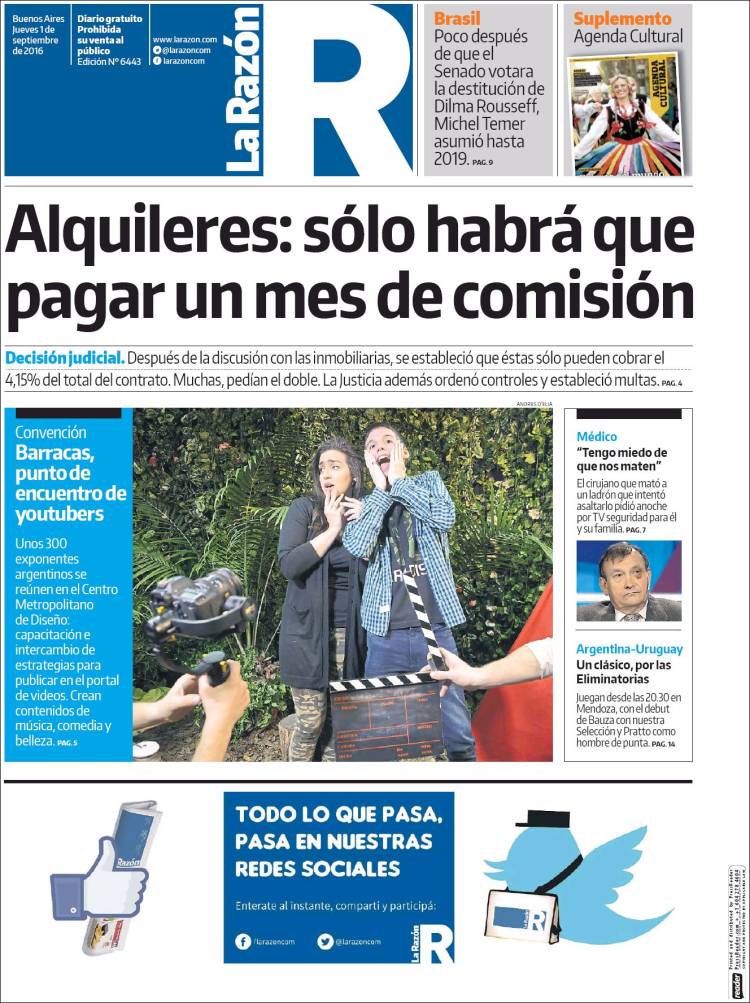 Buenos Aires
Jueves 1 de
septiembre
de 2016
Diario gratuito
Prohibida
su venta al
público
Edición N° 6443
www.larazon.com
@larazoncom
larazoncom
La Razón
R
Brasil
Poco después
de que el
Senado votara
la destitución de
Dilma Rousseff,
Michel Temer
asumió hasta
2019. PAG. 9
Suplemento
Agenda Cultural
AGENDA
CULTURAL
Alquileres: sólo habrá que
pagar un mes de comisión
Decisión judicial. Después de la discusión con las inmobiliarias, se estableció que éstas sólo pueden cobrar el
4,15% del total del contrato. Muchas, pedían el doble. La Justicia además ordenó controles y estableció multas. PAG. 4
ANDRES D'ELIA
Convención
Barracas,
punto de
encuentro de
youtubers
Unos 300
exponentes
argentinos se
reúnen en el Centro
Metropolitano
de Diseño:
capacitación e
intercambio de
estrategias para
publicar en el portal
de videos. Crean
contenidos de
música, comedia y
belleza. PAG. 5
Médico
“Tengo miedo de
que nos maten”
El cirujano que mató a
un ladrón que intentó
asaltarlo pidió anoche
por TV seguridad para él
y su familia. PAG. 7
Argentina-Uruguay
Un clásico, por las
Eliminatorias
Juegan desde las 20.30 en
Mendoza, con el debut
de Bauza con nuestra
Selección y Pratto como
hombre de punta. PAG. 14
Razón
TODO LO QUE PASA,
PASA EN NUESTRAS
REDES SOCIALES
Enterate al instante, compartí y participá:
/larazoncom
@larazoncom
La Razón
R
La Razón
R
Printed and distributed by PressReader